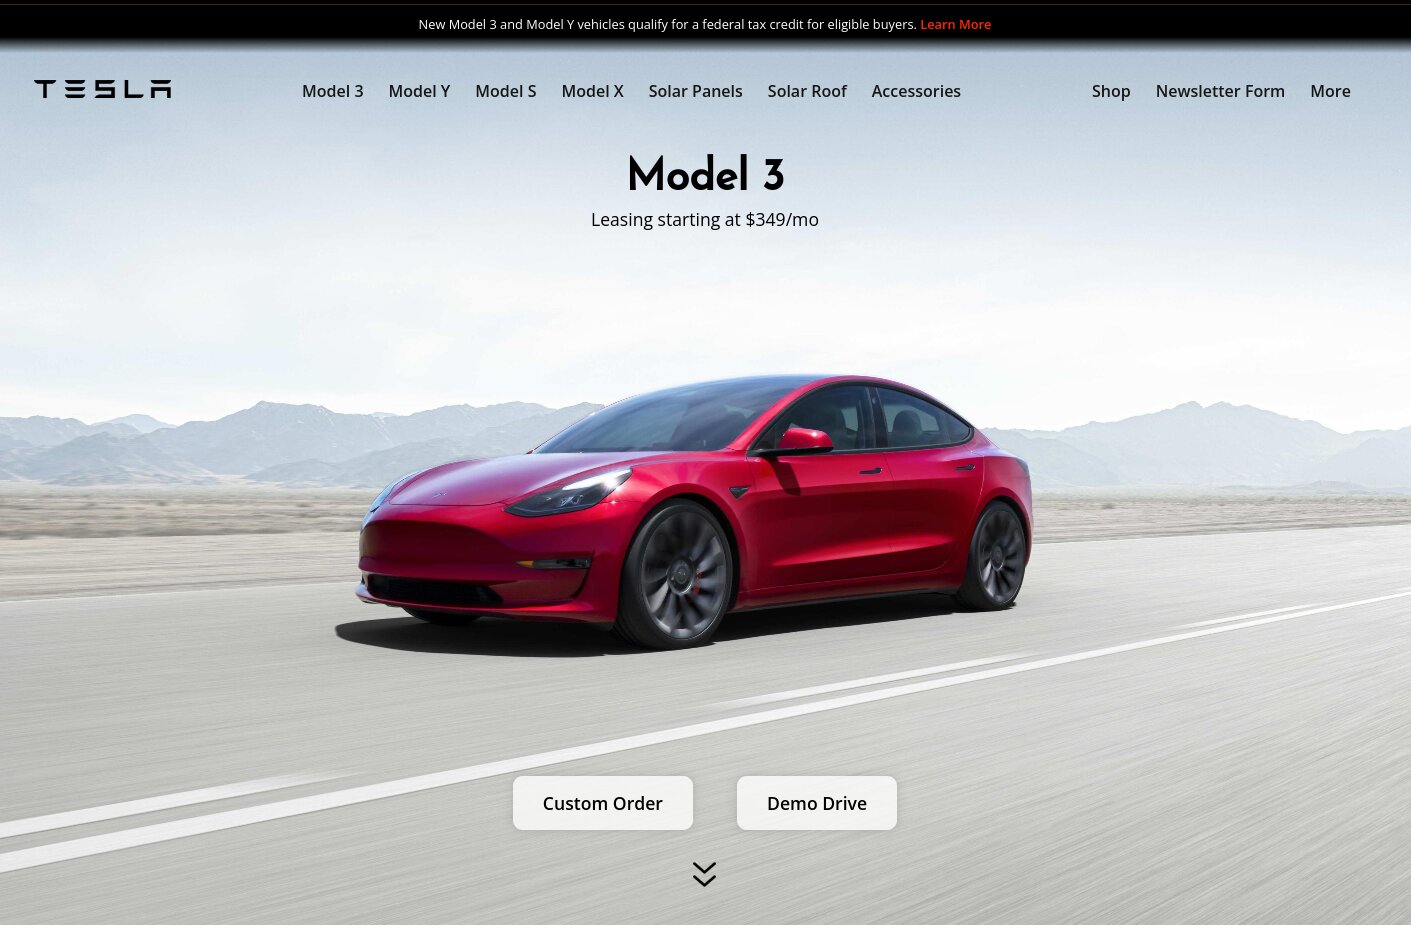 New Model 3 and Model Y vehicles qualify for a federal tax credit for eligible buyers. Learn More
TESLA Model 3 Model Y Model S Model X Solar Panels Solar Roof Accessories Shop Newsletter Form More
Model 3
Leasing starting at $349/mo
Custom Order Demo Drive